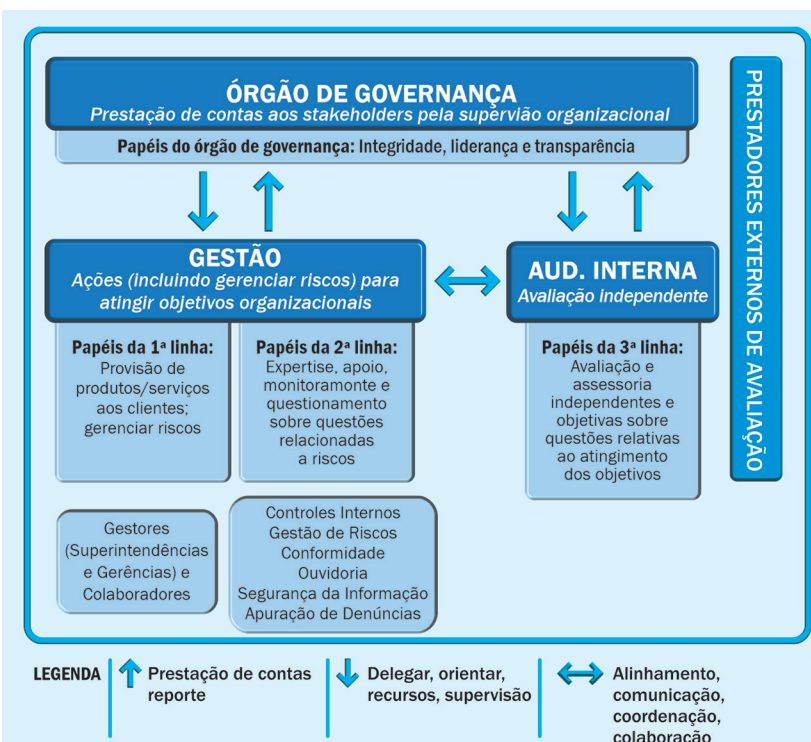 ÓRGÃO DE GOVERNANÇA
Prestação de contas aos stakeholders pela supervião organizacional
Papéis do órgão de governança: Integridade, liderança e transparência
GESTÃO
Ações (incluindo gerenciar riscos) para
atingir objetivos organizacionais
Papéis da 1ª linha:
Provisão de
produtos/serviços
aos clientes;
gerenciar riscos
Papéis da 2ª linha:
Expertise, apoio,
monitoramonte e
questionamento
sobre questões
relacionadas
a riscos
Gestores
(Superintendências
e Gerências) e
Colaboradores
Controles Internos
Gestão de Riscos
Conformidade
Ouvidoria
Segurança da Informação
Apuração de Denúncias
AUD. INTERNA
Avaliação independente
Papéis da 3ª linha:
Avaliação e
assessoria
independentes e
objetivas sobre
questões relativas
ao atingimento
dos objetivos
PRESTADORES EXTERNOS DE AVALIAÇÃO
LEGENDA
Prestação de contas
reporte
Delegar, orientar,
recursos, supervisão
Alinhamento,
comunicação,
coordenação,
colaboração